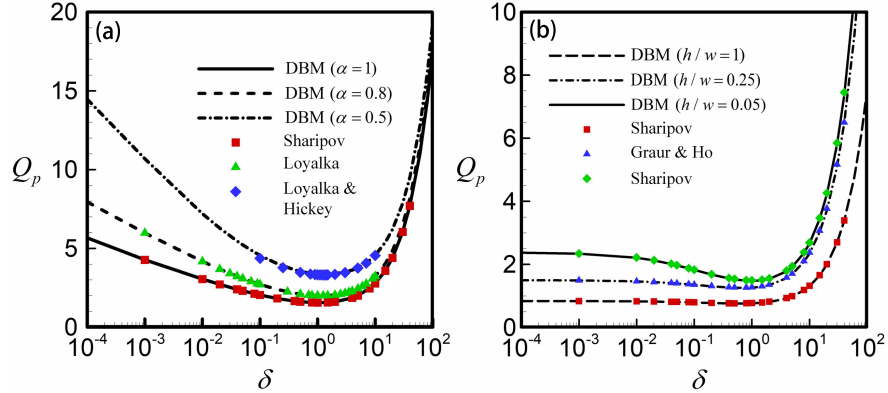 (a)
20
15
10
5
0
Q_p
DBM (α=1)
DBM (α=0.8)
DBM (α=0.5)
Sharipov
Loyalka
Loyalka &
Hickey
10^-4 10^-3 10^-2 10^-1 10^0 10^1 10^2
δ
(b)
10
8
6
4
2
0
Q_p
DBM (h/w=1)
DBM (h/w=0.25)
DBM (h/w=0.05)
Sharipov
Graur & Ho
Sharipov
10^-4 10^-3 10^-2 10^-1 10^0 10^1 10^2
δ